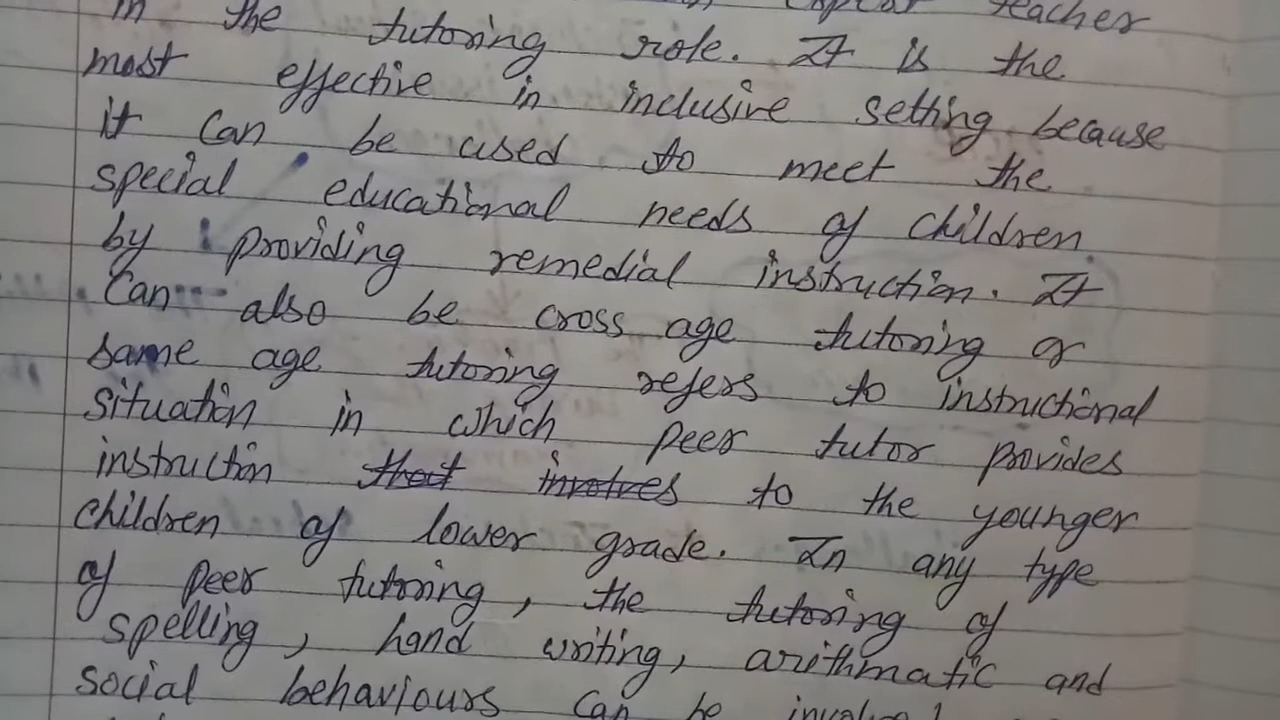 in the teacher
tutoring role. It is the
most effective in inclusive setting because
it can be used to meet the
special educational needs of children
by providing remedial instruction. It
can also be cross age tutoring or
same age tutoring refers to instructional
situation in which peer tutor provides
instruction that involves to the younger
children of lower grade. In any type
of peer tutoring, the tutoring of
spelling, hand writing, arithmatic and
social behaviours can be